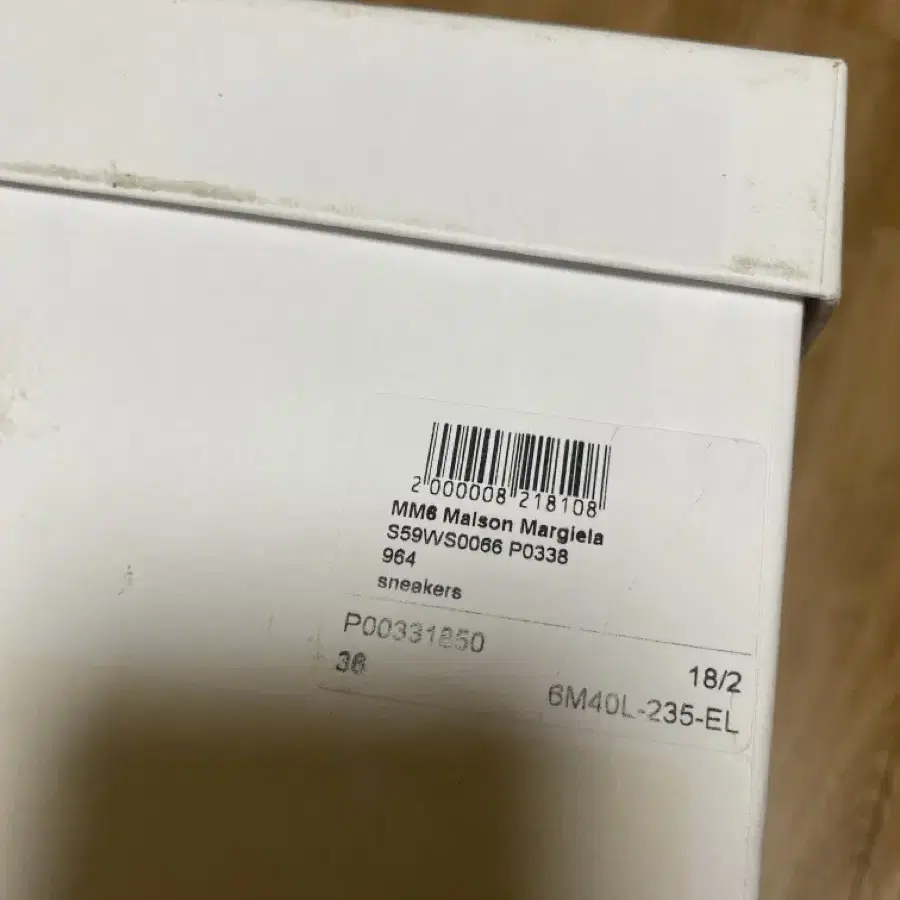 2 000008 218108
MM6 Maison Margiela
S59WS0066 P0338
964
sneakers
P00331250
36
18/2
6M40L-235-EL